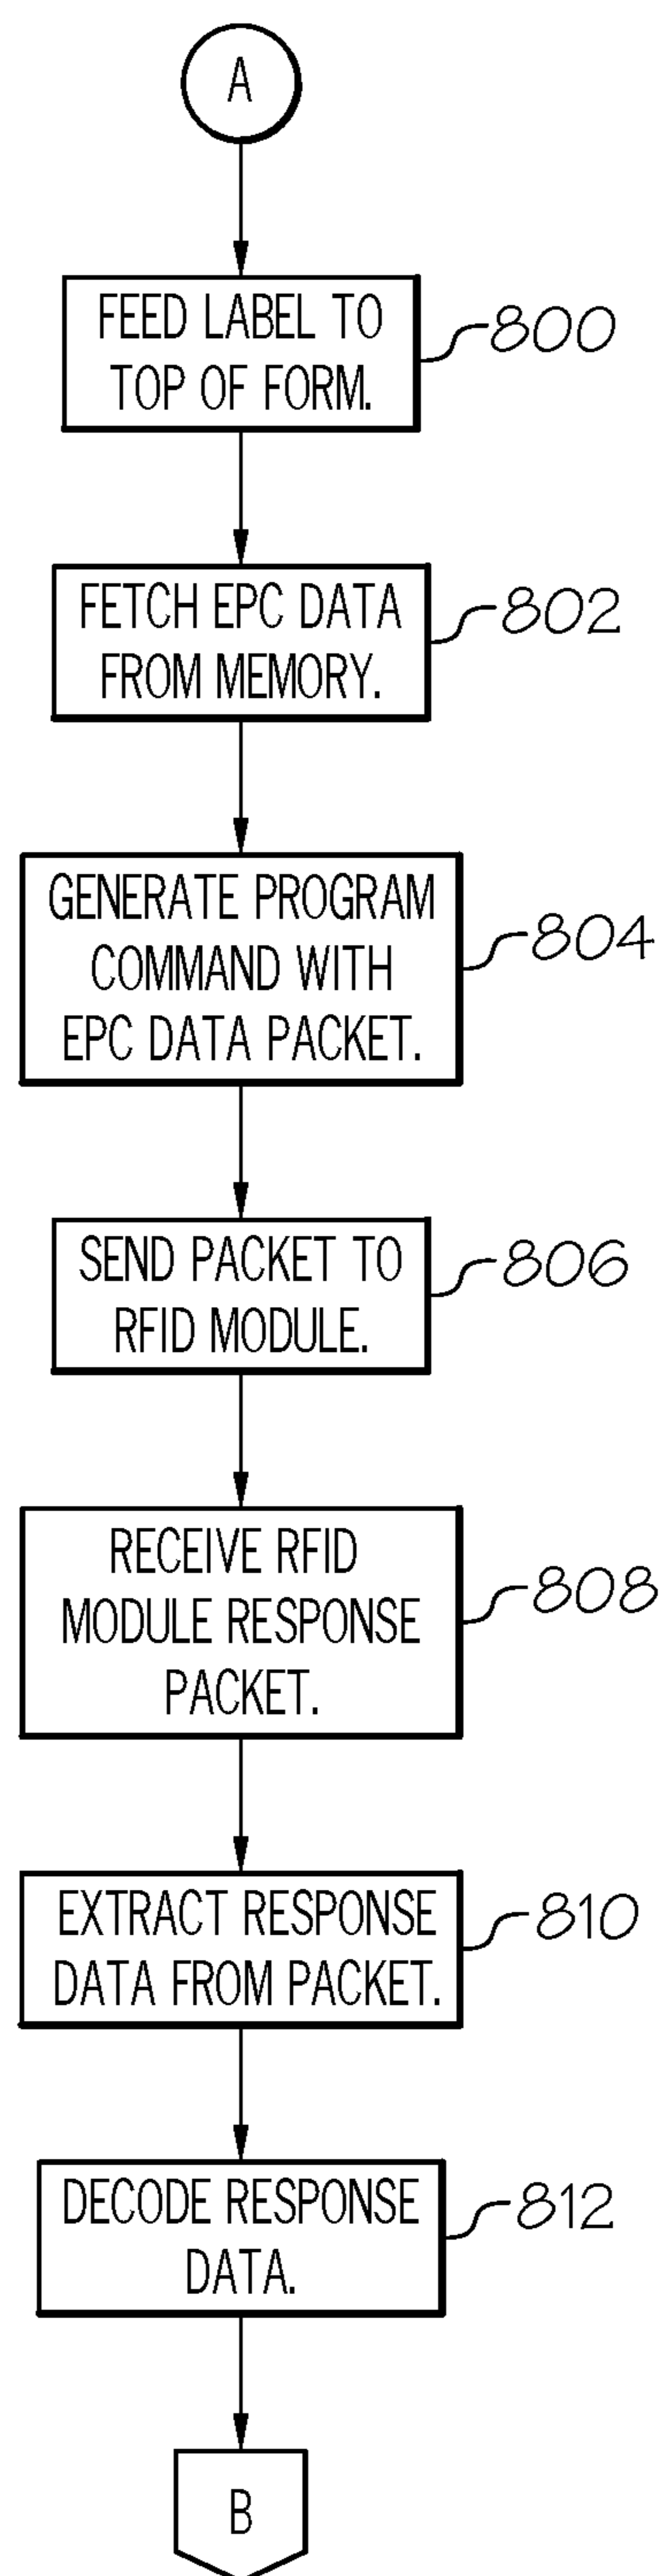 A
FEED LABEL TO
TOP OF FORM.
800
FETCH EPC DATA
FROM MEMORY.
802
GENERATE PROGRAM
COMMAND WITH
EPC DATA PACKET.
804
SEND PACKET TO
RFID MODULE.
806
RECEIVE RFID
MODULE RESPONSE
PACKET.
808
EXTRACT RESPONSE
DATA FROM PACKET.
810
DECODE RESPONSE
DATA.
812
B